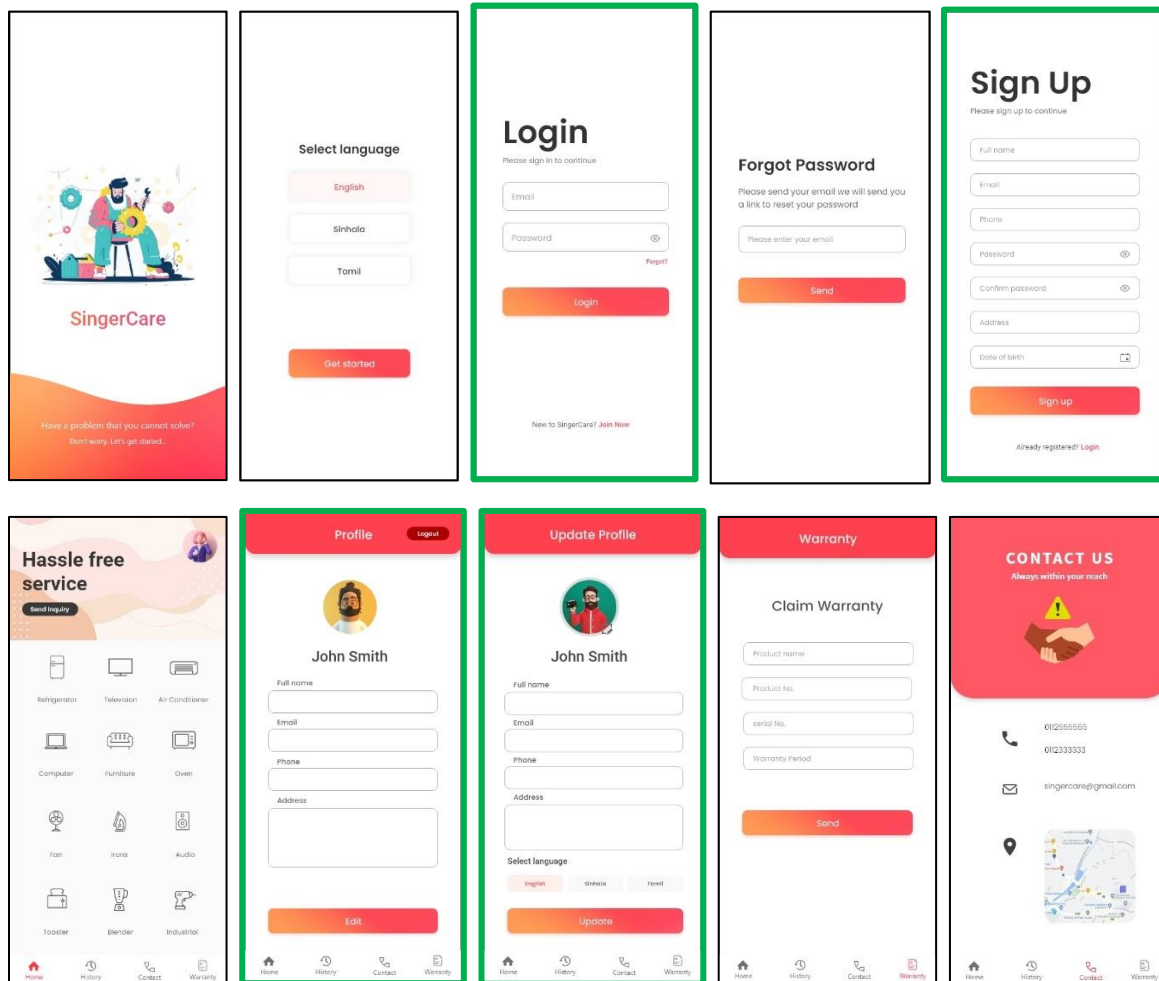 SingerCare
Have a problem that you cannot solve?
Don't worry. Let's get started...
Select language
English
Sinhala
Tamil
Get started
Login
Please sign in to continue
Email
Password
Forgot?
Login
New to SingerCare? Join Now
Forgot Password
Please send your email we will send you
a link to reset your password
Please enter your email
Send
Sign Up
Please sign up to continue
Full name
Email
Phone
Password
Confirm password
Address
Date of birth
Sign up
Already registered? Login
Hassle free
service
Send Inquiry
Refrigerator Television Air Conditioner
Computer Furniture Oven
Fan Irons Audio
Toaster Blender Industrial
Home History Contact Warranty
Profile Logout
John Smith
Full name
Email
Phone
Address
Edit
Home History Contact Warranty
Update Profile
John Smith
Full name
Email
Phone
Address
Select language
English Sinhala Tamil
Update
Home History Contact Warranty
Warranty
Claim Warranty
Product name
Product No.
serial No.
Warranty Period
Send
Home History Contact Warranty
CONTACT US
Always within your reach
0112555555
0112333333
singercare@gmail.com
Home History Contact Warranty